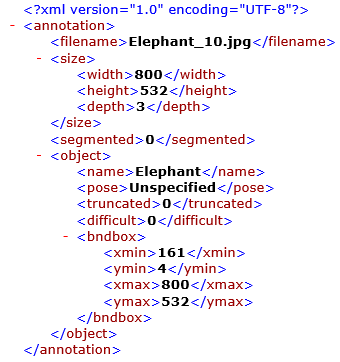 <?xml version="1.0" encoding="UTF-8"?>
- <annotation>
<filename>Elephant_10.jpg</filename>
- <size>
<width>800</width>
<height>532</height>
<depth>3</depth>
</size>
<segmented>0</segmented>
- <object>
<name>Elephant</name>
<pose>Unspecified</pose>
<truncated>0</truncated>
<difficult>0</difficult>
- <bndbox>
<xmin>161</xmin>
<ymin>4</ymin>
<xmax>800</xmax>
<ymax>532</ymax>
</bndbox>
</object>
</annotation>